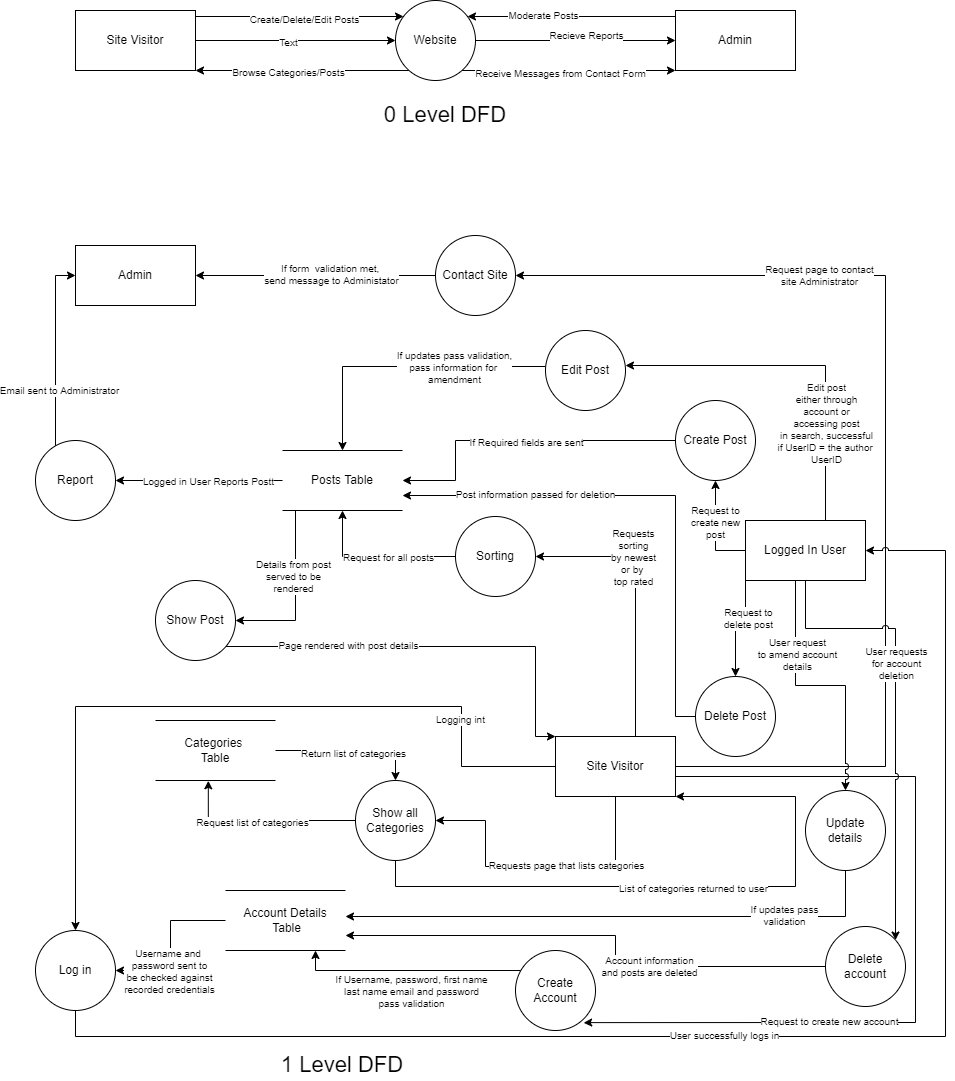 Create/Delete/Edit Posts
Moderate Posts
Site Visitor
Text
Website
Recieve Reports
Admin
Browse Categories/Posts
Receive Messages from Contact Form
0 Level DFD
Admin
If form  validation met,
send message to Administator
Contact Site
Request page to contact
site Administrator
If updates pass validation,
pass information for
amendment
Edit Post
Email sent to Administrator
Edit post
either through
account or
accessing post
in search, successful
if UserID = the author
UserID
If Required fields are sent
Create Post
Report
Logged in User Reports Postt
Posts Table
Post information passed for deletion
Request to
create new
post
Logged In User
Details from post
served to be
rendered
Request for all posts
Sorting
Requests
sorting
by newest
or by
top rated
Show Post
Page rendered with post details
Request to
delete post
User request
to amend account
details
User requests
for account
deletion
Logging int
Delete Post
Categories
Table
Return list of categories
Site Visitor
Request list of categories
Show all
Categories
Update
details
Requests page that lists categories
List of categories returned to user
Account Details
Table
If updates pass
validation
Log in
Username and
password sent to
be checked against
recorded credentials
If Username, password, first name
last name email and password
pass validation
Create
Account
Account information
and posts are deleted
Delete
account
Request to create new account
User successfully logs in
1 Level DFD